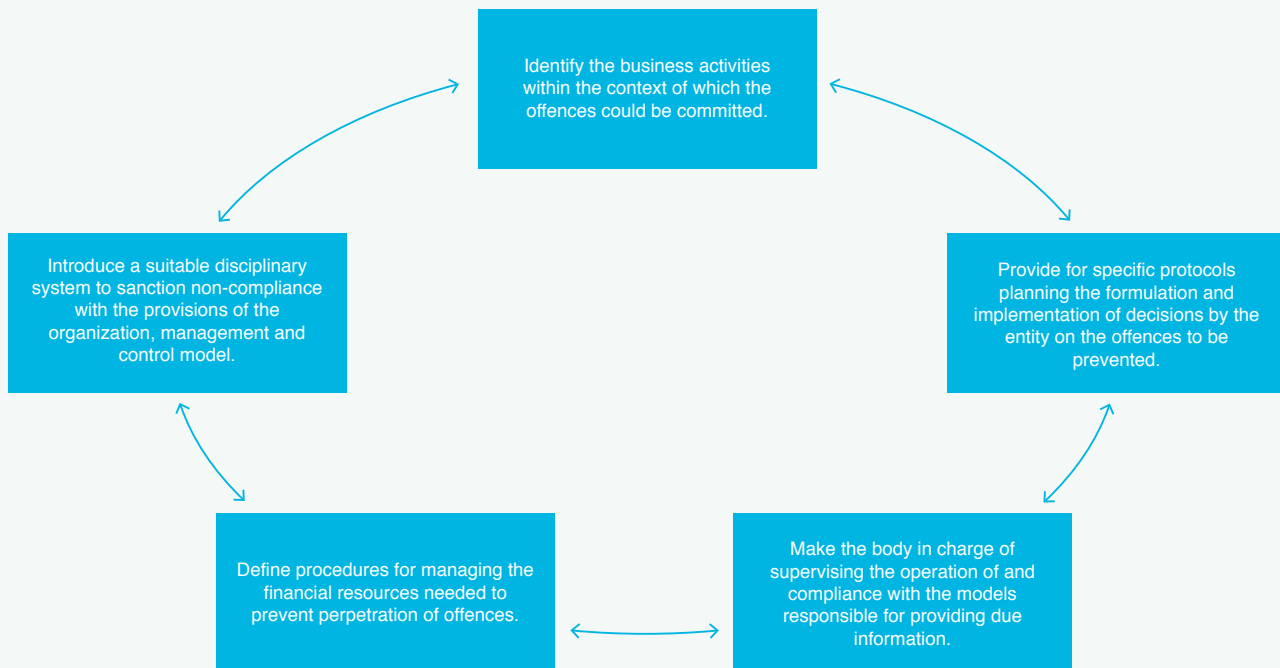 Identify the business activities
within the context of which the
offences could be committed.
Introduce a suitable disciplinary
system to sanction non-compliance
with the provisions of the
organization, management and
control model.
Provide for specific protocols
planning the formulation and
implementation of decisions by the
entity on the offences to be
prevented.
Define procedures for managing the
financial resources needed to
prevent perpetration of offences.
Make the body in charge of
supervising the operation of and
compliance with the models
responsible for providing due
information.